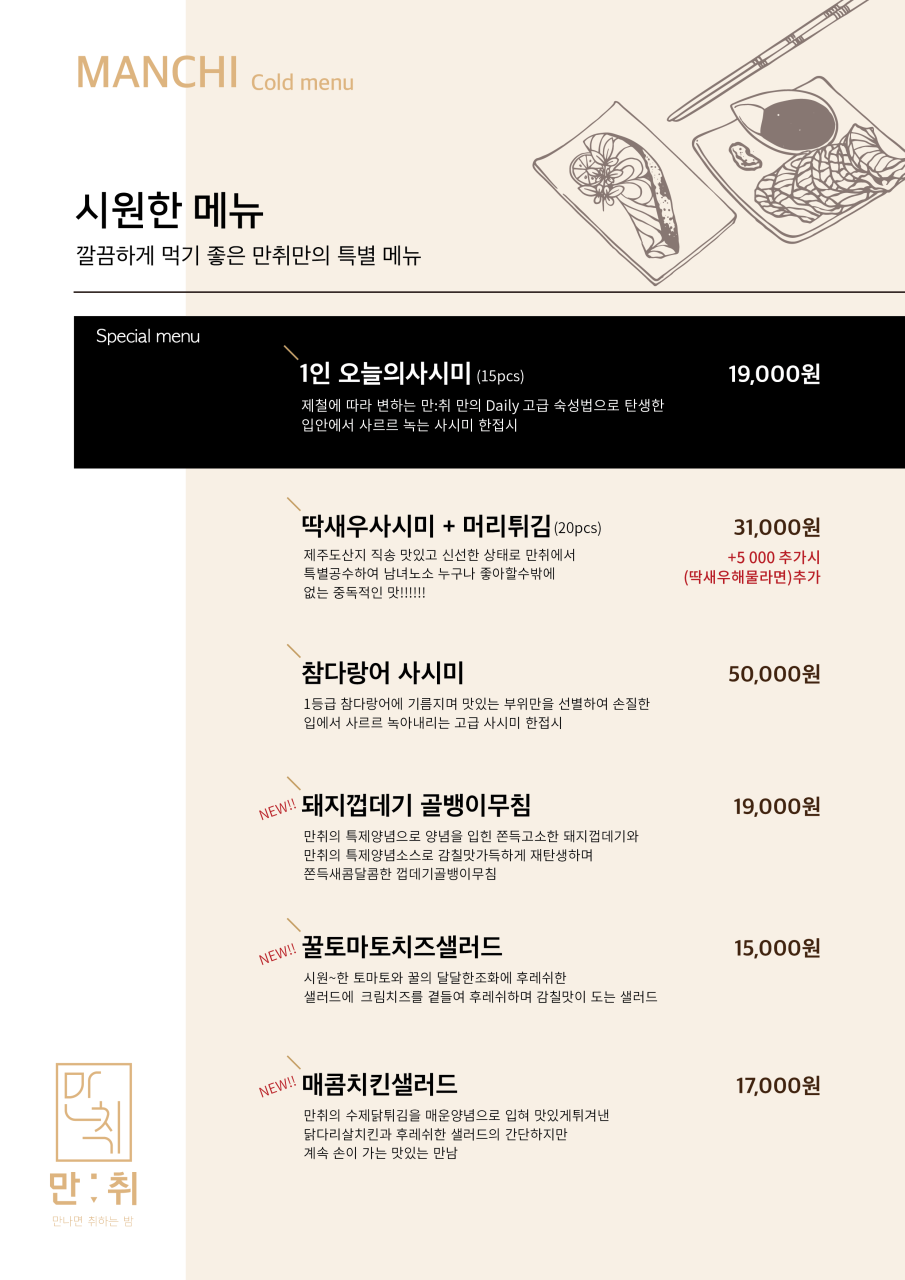 MANCHI Cold menu
시원한 메뉴
깔끔하게 먹기 좋은 만취만의 특별 메뉴
Special menu
1인 오늘의사시미 (15pcs) 19,000원
제철에 따라 변하는 만:취 만의 Daily 고급 숙성법으로 탄생한
입안에서 사르르 녹는 사시미 한접시
딱새우사시미 + 머리튀김 (20pcs) 31,000원
제주도산지 직송 맛있고 신선한 상태로 만취에서
특별공수하여 남녀노소 누구나 좋아할수밖에
없는 중독적인 맛!!!!!!
+5 000 추가시
(딱새우해물라면)추가
참다랑어 사시미 50,000원
1등급 참다랑어에 기름지며 맛있는 부위만을 선별하여 손질한
입에서 사르르 녹아내리는 고급 사시미 한접시
NEW!! 돼지껍데기 골뱅이무침 19,000원
만취의 특제양념으로 양념을 입힌 쫀득고소한 돼지껍데기와
만취의 특제양념소스로 감칠맛가득하게 재탄생하며
쫀득새콤달콤한 껍데기골뱅이무침
NEW!! 꿀토마토치즈샐러드 15,000원
시원~한 토마토와 꿀의 달달한조화에 후레쉬한
샐러드에 크림치즈를 곁들여 후레쉬하며 감칠맛이 도는 샐러드
NEW!! 매콤치킨샐러드 17,000원
만취의 수제닭튀김을 매운양념으로 입혀 맛있게튀겨낸
닭다리살치킨과 후레쉬한 샐러드의 간단하지만
계속 손이 가는 맛있는 만남
만취
만:취
만나면 취하는 밤